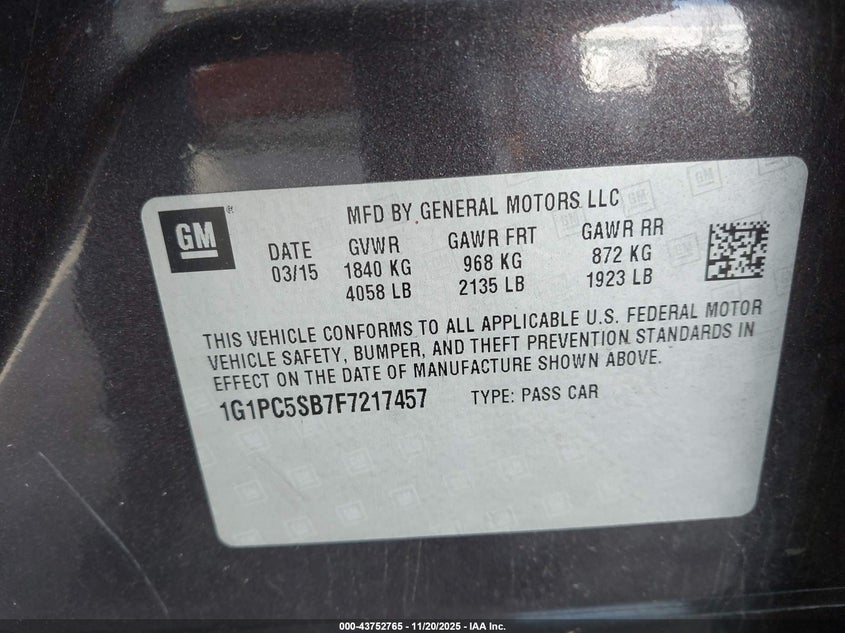 GM
MFD BY GENERAL MOTORS LLC
DATE GVWR GAWR FRT GAWR RR
03/15 1840 KG 968 KG 872 KG
4058 LB 2135 LB 1923 LB
THIS VEHICLE CONFORMS TO ALL APPLICABLE U.S. FEDERAL MOTOR
VEHICLE SAFETY, BUMPER, AND THEFT PREVENTION STANDARDS IN
EFFECT ON THE DATE OF MANUFACTURE SHOWN ABOVE.
1G1PC5SB7F7217457 TYPE: PASS CAR
000-43752765 - 11/20/2025 - IAA Inc.